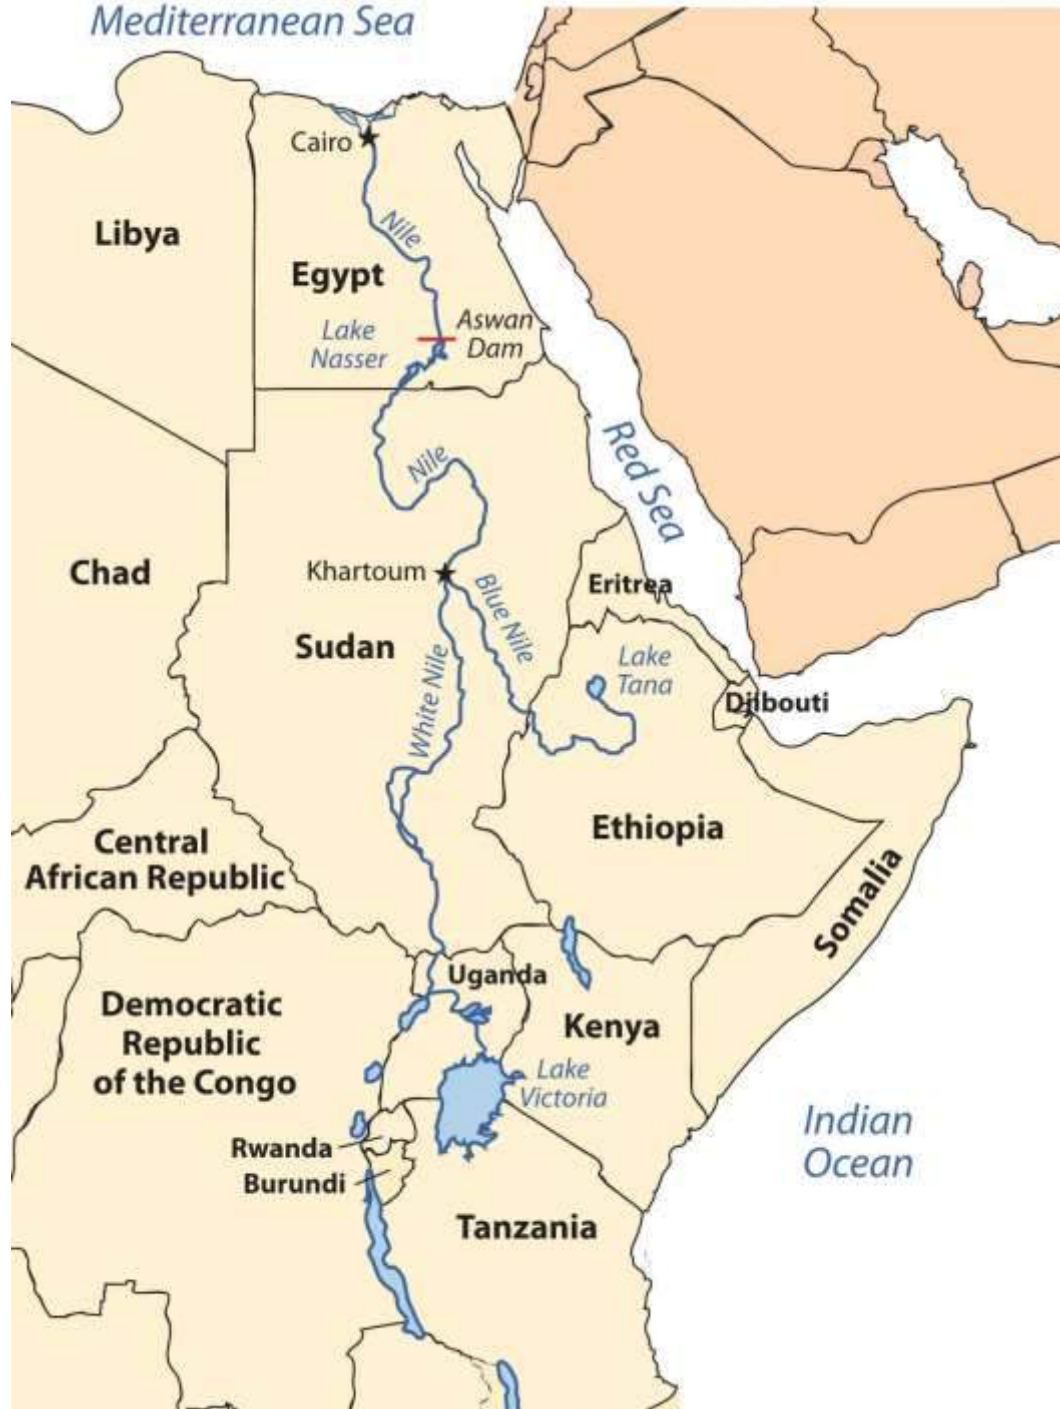 Mediterranean Sea
Cairo
Nile
Libya
Egypt
Lake
Nasser
Aswan
Dam
Red Sea
Nile
Chad
Khartoum
Blue Nile
Eritrea
Sudan
White Nile
Lake
Tana
Djibouti
Ethiopia
Central
African Republic
Somalia
Uganda
Democratic
Republic
of the Congo
Kenya
Lake
Victoria
Indian
Ocean
Rwanda
Burundi
Tanzania